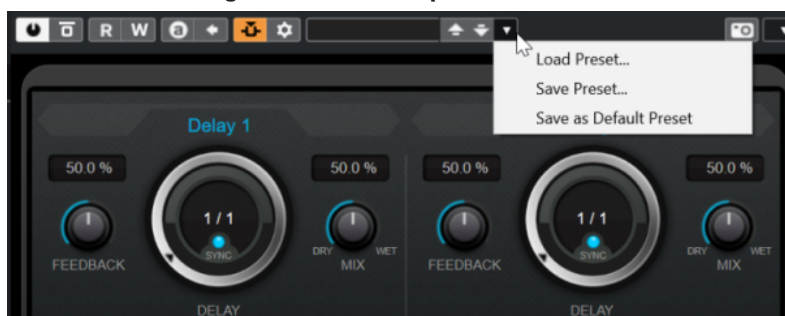 R W a
Load Preset...
Save Preset...
Save as Default Preset
Delay 1
50.0 % 50.0 % 50.0 % 50.0 %
1 / 1 1 / 1
SYNC SYNC
DRY WET DRY WET
FEEDBACK MIX FEEDBACK MIX
DELAY DELAY